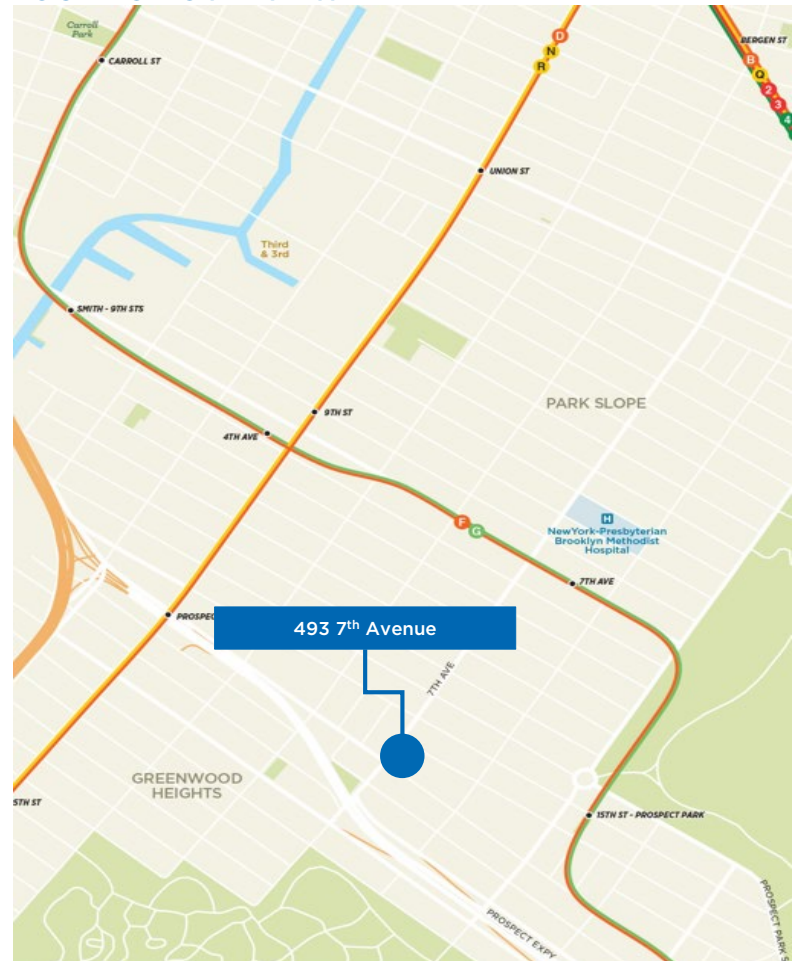 Carroll
Park
CARROLL ST
D
N
R
BERGEN ST
B
Q
2
3
4
UNION ST
Third
& 3rd
SMITH - 9TH STS
PARK SLOPE
9TH ST
4TH AVE
F
G
H
NewYork-Presbyterian
Brooklyn Methodist
Hospital
7TH AVE
PROSPEC
493 7th Avenue
7TH AVE
GREENWOOD
HEIGHTS
5TH ST
15TH ST - PROSPECT PARK
PROSPECT EXPY
PROSPECT PARK S